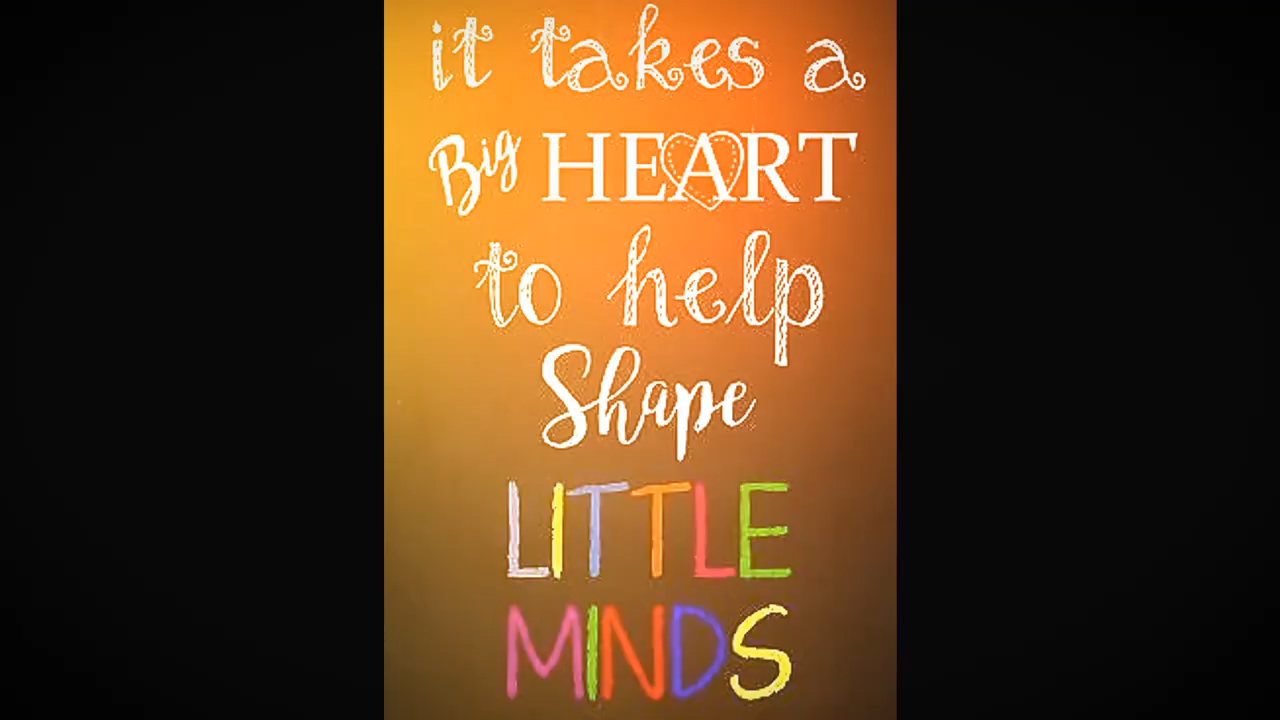 it takes a
Big HEART
to help
Shape
LITTLE
MINDS